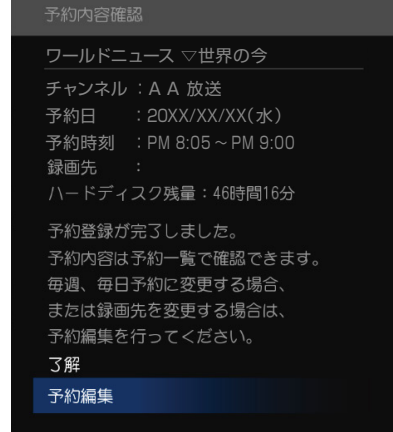 予約内容確認
ワールドニュース ▽世界の今
チャンネル：ＡＡ 放送
予約日　：20XX/XX/XX(水)
予約時刻　：PM 8:05～PM 9:00
録画先　：
ハードディスク残量：46時間16分
予約登録が完了しました。
予約内容は予約一覧で確認できます。
毎週、毎日予約に変更する場合、
または録画先を変更する場合は、
予約編集を行ってください。
了解
予約編集